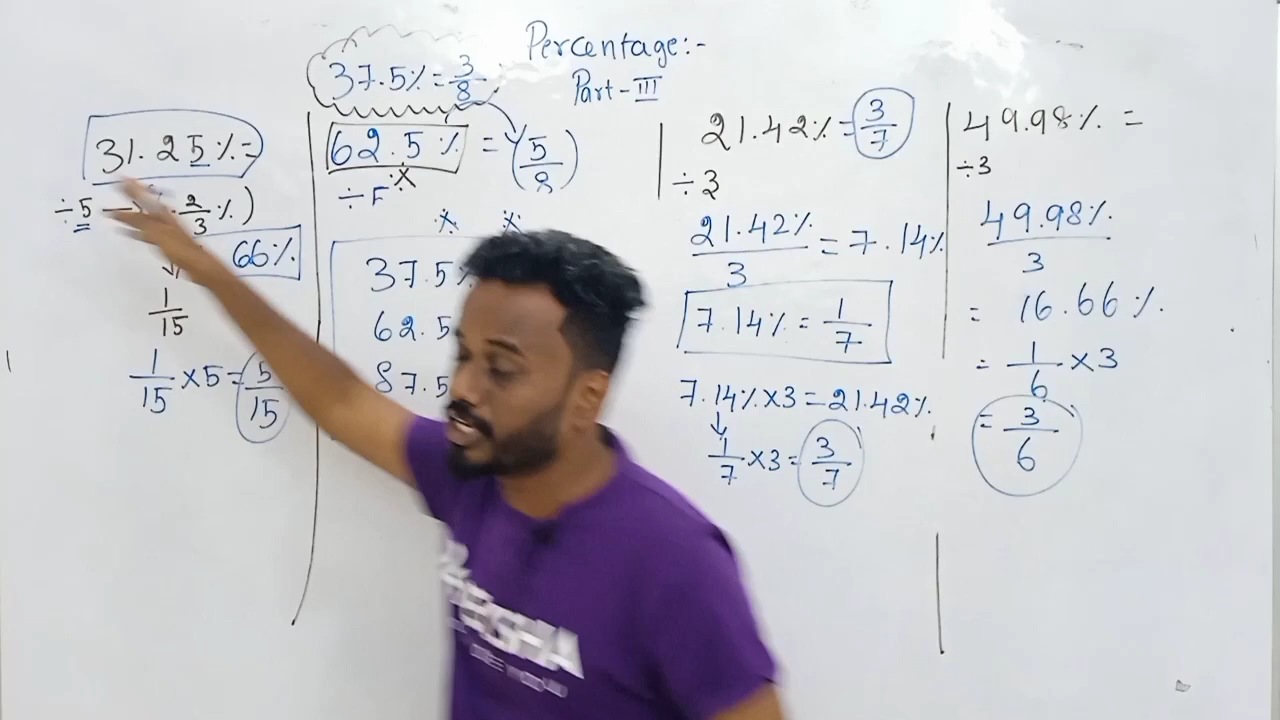 Percentage:-
Part-III
37.5% = 3/8
31.25% =
÷5 → 2/3 %)
66%
1/15
1/15 × 5 = 5/15
62.5% = (5/8)
÷5
37.5%
62.5
87.5
21.42% = 3/7
÷3
21.42%/3 = 7.14%
7.14% = 1/7
7.14% × 3 = 21.42%
↓
1/7 × 3 = 3/7
49.98% =
÷3
49.98%/3
= 16.66%
= 1/6 × 3
= 3/6